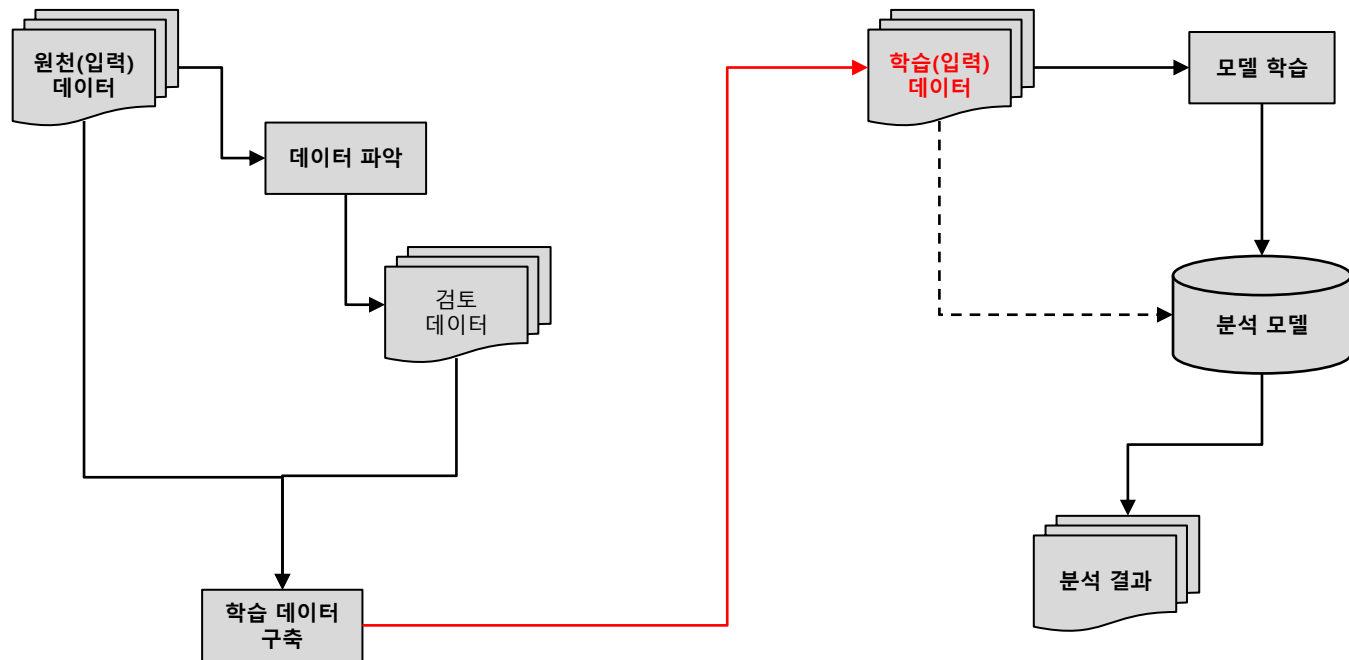 원천(입력)
데이터
학습(입력)
데이터
모델 학습
데이터 파악
검토
데이터
분석 모델
분석 결과
학습 데이터
구축